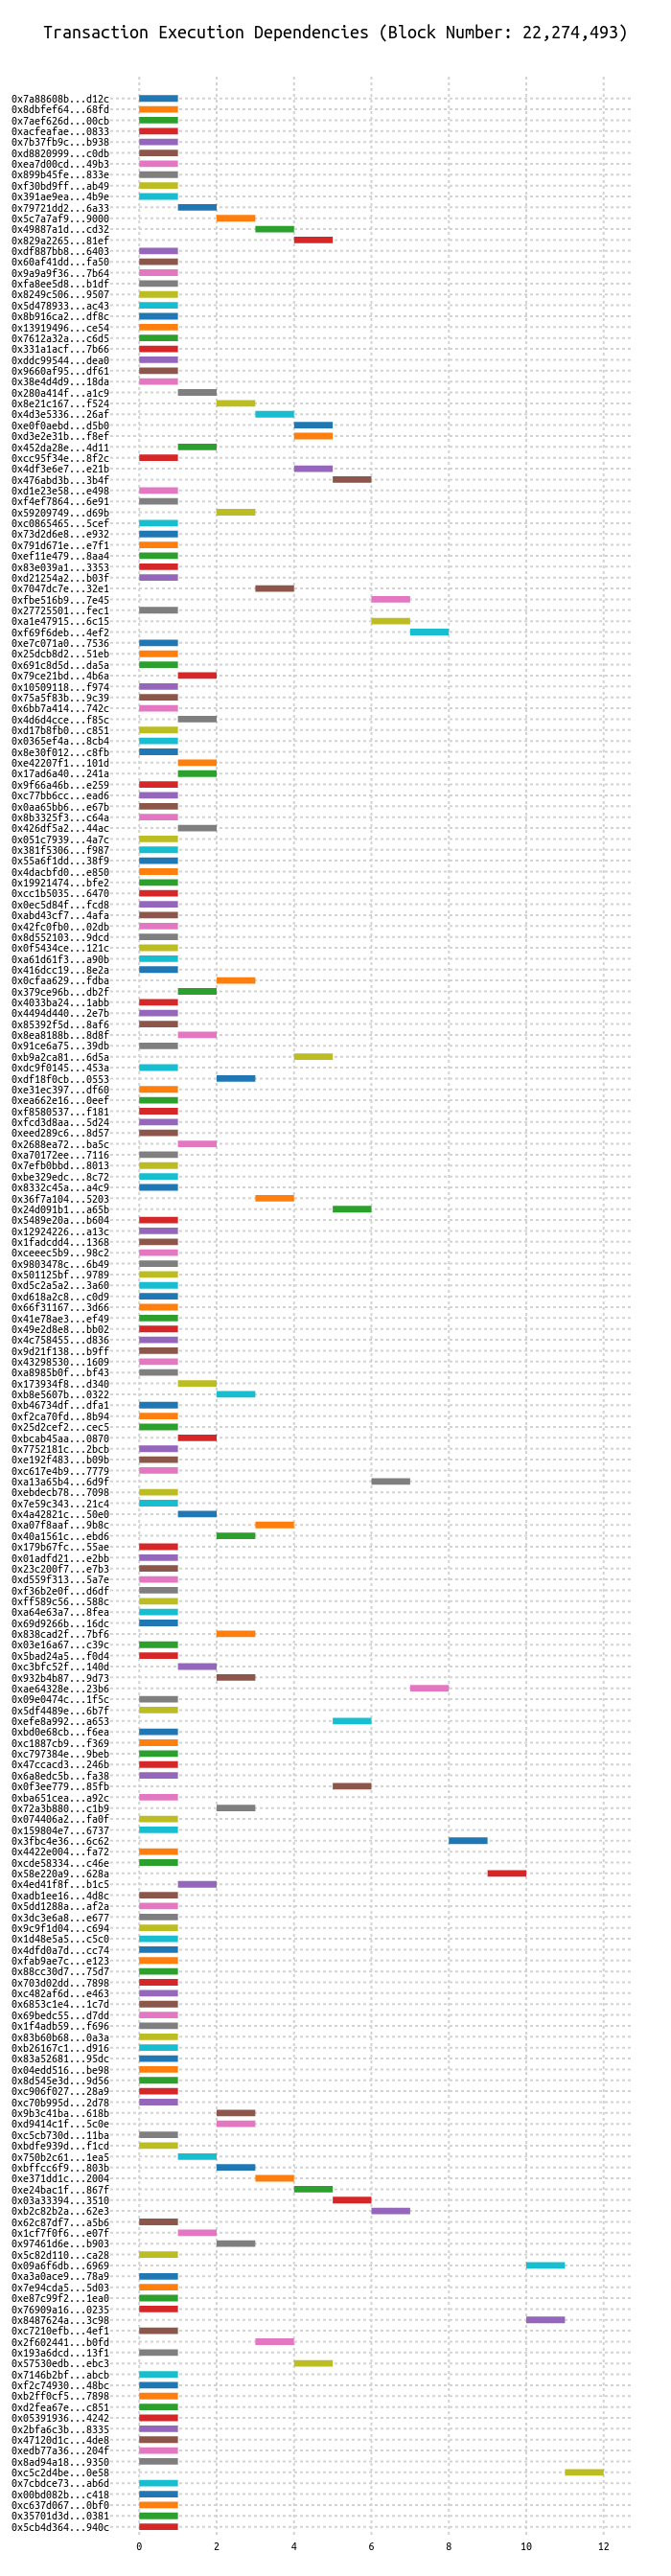 Transaction Execution Dependencies (Block Number: 22,274,493)
0x7a88608b...d12c
0x8dbfef64...68fd
0x7aef626d...00cb
0xacfeafae...0833
0x7b37fb9c...b938
0xd8820999...c0db
0xea7d00cd...49b3
0x899b45fe...833e
0xf30bd9ff...ab49
0x391ae9ea...4b9e
0x79721dd2...6a33
0x5c7a7af9...9000
0x49887a1d...cd32
0x829a2265...81ef
0xdf887bb8...6403
0x60af41dd...fa50
0x9a9a9f36...7b64
0xfa8ee5d8...b1df
0x8249c506...9507
0x5d478933...ac43
0x8b916ca2...df8c
0x13919496...ce54
0x7612a32a...c6d5
0x331a1acf...7b66
0xddc99544...dea0
0x9660af95...df61
0x38e4d4d9...18da
0x280a414f...a1c9
0x8e21c167...f524
0x4d3e5336...26af
0xe0f0aebd...d5b0
0xd3e2e31b...f8ef
0x452da28e...4d11
0xcc95f34e...8f2c
0x4df3e6e7...e21b
0x476abd3b...3b4f
0xd1e23e58...e498
0xf4ef7864...6e91
0x59209749...d69b
0xc0865465...5cef
0x73d2d6e8...e932
0x791d671e...e7f1
0xef11e479...8aa4
0x83e039a1...3353
0xd21254a2...b03f
0x7047dc7e...32e1
0xfbe516b9...7e45
0x27725501...fec1
0xa1e47915...6c15
0xf69f6deb...4ef2
0xe7c071a0...7536
0x25dcb8d2...51eb
0x691c8d5d...da5a
0x79ce21bd...4b6a
0x10509118...f974
0x75a5f83b...9c39
0x6bb7a414...742c
0x4d6d4cce...f85c
0xd17b8fb0...c851
0x0365ef4a...8cb4
0x8e30f012...c8fb
0xe42207f1...101d
0x17ad6a40...241a
0x9f66a46b...e259
0xc77bb6cc...ead6
0x0aa65bb6...e67b
0x8b3325f3...c64a
0x426df5a2...44ac
0x051c7939...4a7c
0x381f5306...f987
0x55a6f1dd...38f9
0x4dacbfd0...e850
0x19921474...bfe2
0xcc1b5035...6470
0x0ec5d84f...fcd8
0xabd43cf7...4afa
0x42fc0fb0...02db
0x8d552103...9dcd
0x0f5434ce...121c
0xa61d61f3...a90b
0x416dcc19...8e2a
0x0cfaa629...fdba
0x379ce96b...db2f
0x4033ba24...1abb
0x4494d440...2e7b
0x85392f5d...8af6
0x8ea8188b...8d8f
0x91ce6a75...39db
0xb9a2ca81...6d5a
0xdc9f0145...453a
0xdf18f0cb...0553
0xe31ec397...df60
0xea662e16...0eef
0xf8580537...f181
0xfcd3d8aa...5d24
0xeed289c6...8d57
0x2688ea72...ba5c
0xa70172ee...7116
0x7efb0bbd...8013
0xbe329edc...8c72
0x8332c45a...a4c9
0x36f7a104...5203
0x24d091b1...a65b
0x5489e20a...b604
0x12924226...a13c
0x1fadcdd4...1368
0xceeec5b9...98c2
0x9803478c...6b49
0x501125bf...9789
0xd5c2a5a2...3a60
0xd618a2c8...c0d9
0x66f31167...3d66
0x41e78ae3...ef49
0x49e2d8e8...bb02
0x4c758455...d836
0x9d21f138...b9ff
0x43298530...1609
0xa8985b0f...bf43
0x173934f8...d340
0xb8e5607b...0322
0xb46734df...dfa1
0xf2ca70fd...8b94
0x25d2cef2...cec5
0xbcab45aa...0870
0x7752181c...2bcb
0xe192f483...b09b
0xc617e4b9...7779
0xa13a65b4...6d9f
0xebdecb78...7098
0x7e59c343...21c4
0x4a42821c...50e0
0xa07f8aaf...9b8c
0x40a1561c...ebd6
0x179b67fc...55ae
0x01adfd21...e2bb
0x23c200f7...e7b3
0xd559f313...5a7e
0xf36b2e0f...d6df
0xff589c56...588c
0xa64e63a7...8fea
0x69d9266b...16dc
0x838cad2f...7bf6
0x03e16a67...c39c
0x5bad24a5...f0d4
0xc3bfc52f...140d
0x932b4b87...9d73
0xae64328e...23b6
0x09e0474c...1f5c
0x5df4489e...6b7f
0xefe8a992...a653
0xbd0e68cb...f6ea
0xc1887cb9...f369
0xc797384e...9beb
0x47ccacd3...246b
0x6a8edc5b...fa38
0x0f3ee779...85fb
0xba651cea...a92c
0x72a3b880...c1b9
0x074406a2...fa0f
0x159804e7...6737
0x3fbc4e36...6c62
0x4422e004...fa72
0xcde58334...c46e
0x58e220a9...628a
0x4ed41f8f...b1c5
0xadb1ee16...4d8c
0x5dd1288a...af2a
0x3dc3e6a8...e677
0x9c9f1d04...c694
0x1d48e5a5...c5c0
0x4dfd0a7d...cc74
0xfab9ae7c...e123
0x88cc30d7...75d7
0x703d02dd...7898
0xc482af6d...e463
0x6853c1e4...1c7d
0x69bedc55...d7dd
0x1f4adb59...f696
0x83b60b68...0a3a
0xb26167c1...d916
0x83a52681...95dc
0x04edd516...be98
0x8d545e3d...9d56
0xc906f027...28a9
0xc70b995d...2d78
0x9b3c41ba...618b
0xd9414c1f...5c0e
0xc5cb730d...11ba
0xbdfe939d...f1cd
0x750b2c61...1ea5
0xbffcc6f9...803b
0xe371dd1c...2004
0xe24bac1f...867f
0x03a33394...3510
0xb2c82b2a...62e3
0x62c87df7...a5b6
0x1cf7f0f6...e07f
0x97461d6e...b903
0x5c82d110...ca28
0x09a6f6db...6969
0xa3a0ace9...78a9
0x7e94cda5...5d03
0xe87c99f2...1ea0
0x76909a16...0235
0x8487624a...3c98
0xc7210efb...4ef1
0x2f602441...b0fd
0x193a6dcd...13f1
0x57530edb...ebc3
0x7146b2bf...abcb
0xf2c74930...48bc
0xb2ff0cf5...7898
0xd2fea67e...c851
0x05391936...4242
0x2bfa6c3b...8335
0x47120d1c...4de8
0xedb77a36...204f
0x8ad94a18...9350
0xc5c2d4be...0e58
0x7cbdce73...ab6d
0x00bd082b...c418
0xc637d067...0bf0
0x35701d3d...0381
0x5cb4d364...940c
0 2 4 6 8 10 12